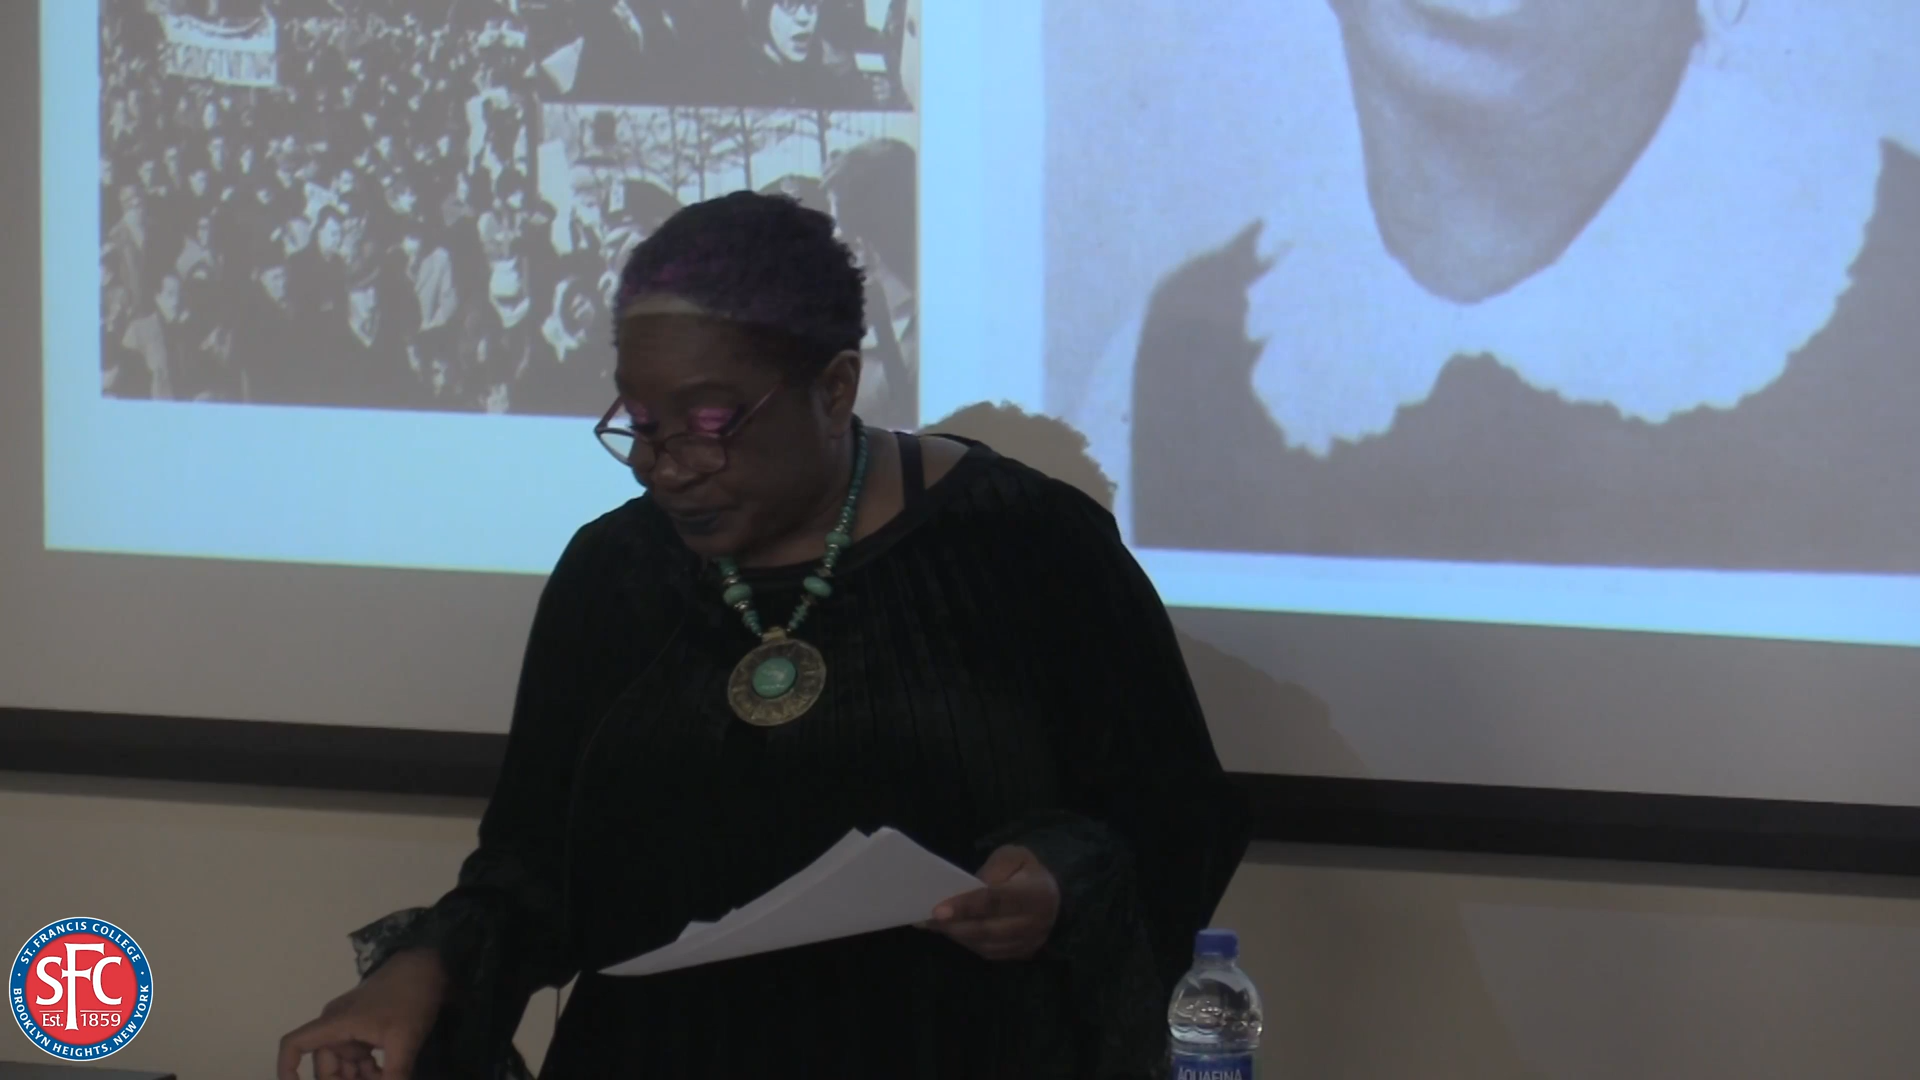 ST. FRANCIS COLLEGE
SFC
Est. 1859
BROOKLYN HEIGHTS, NEW YORK
AQUAFINA